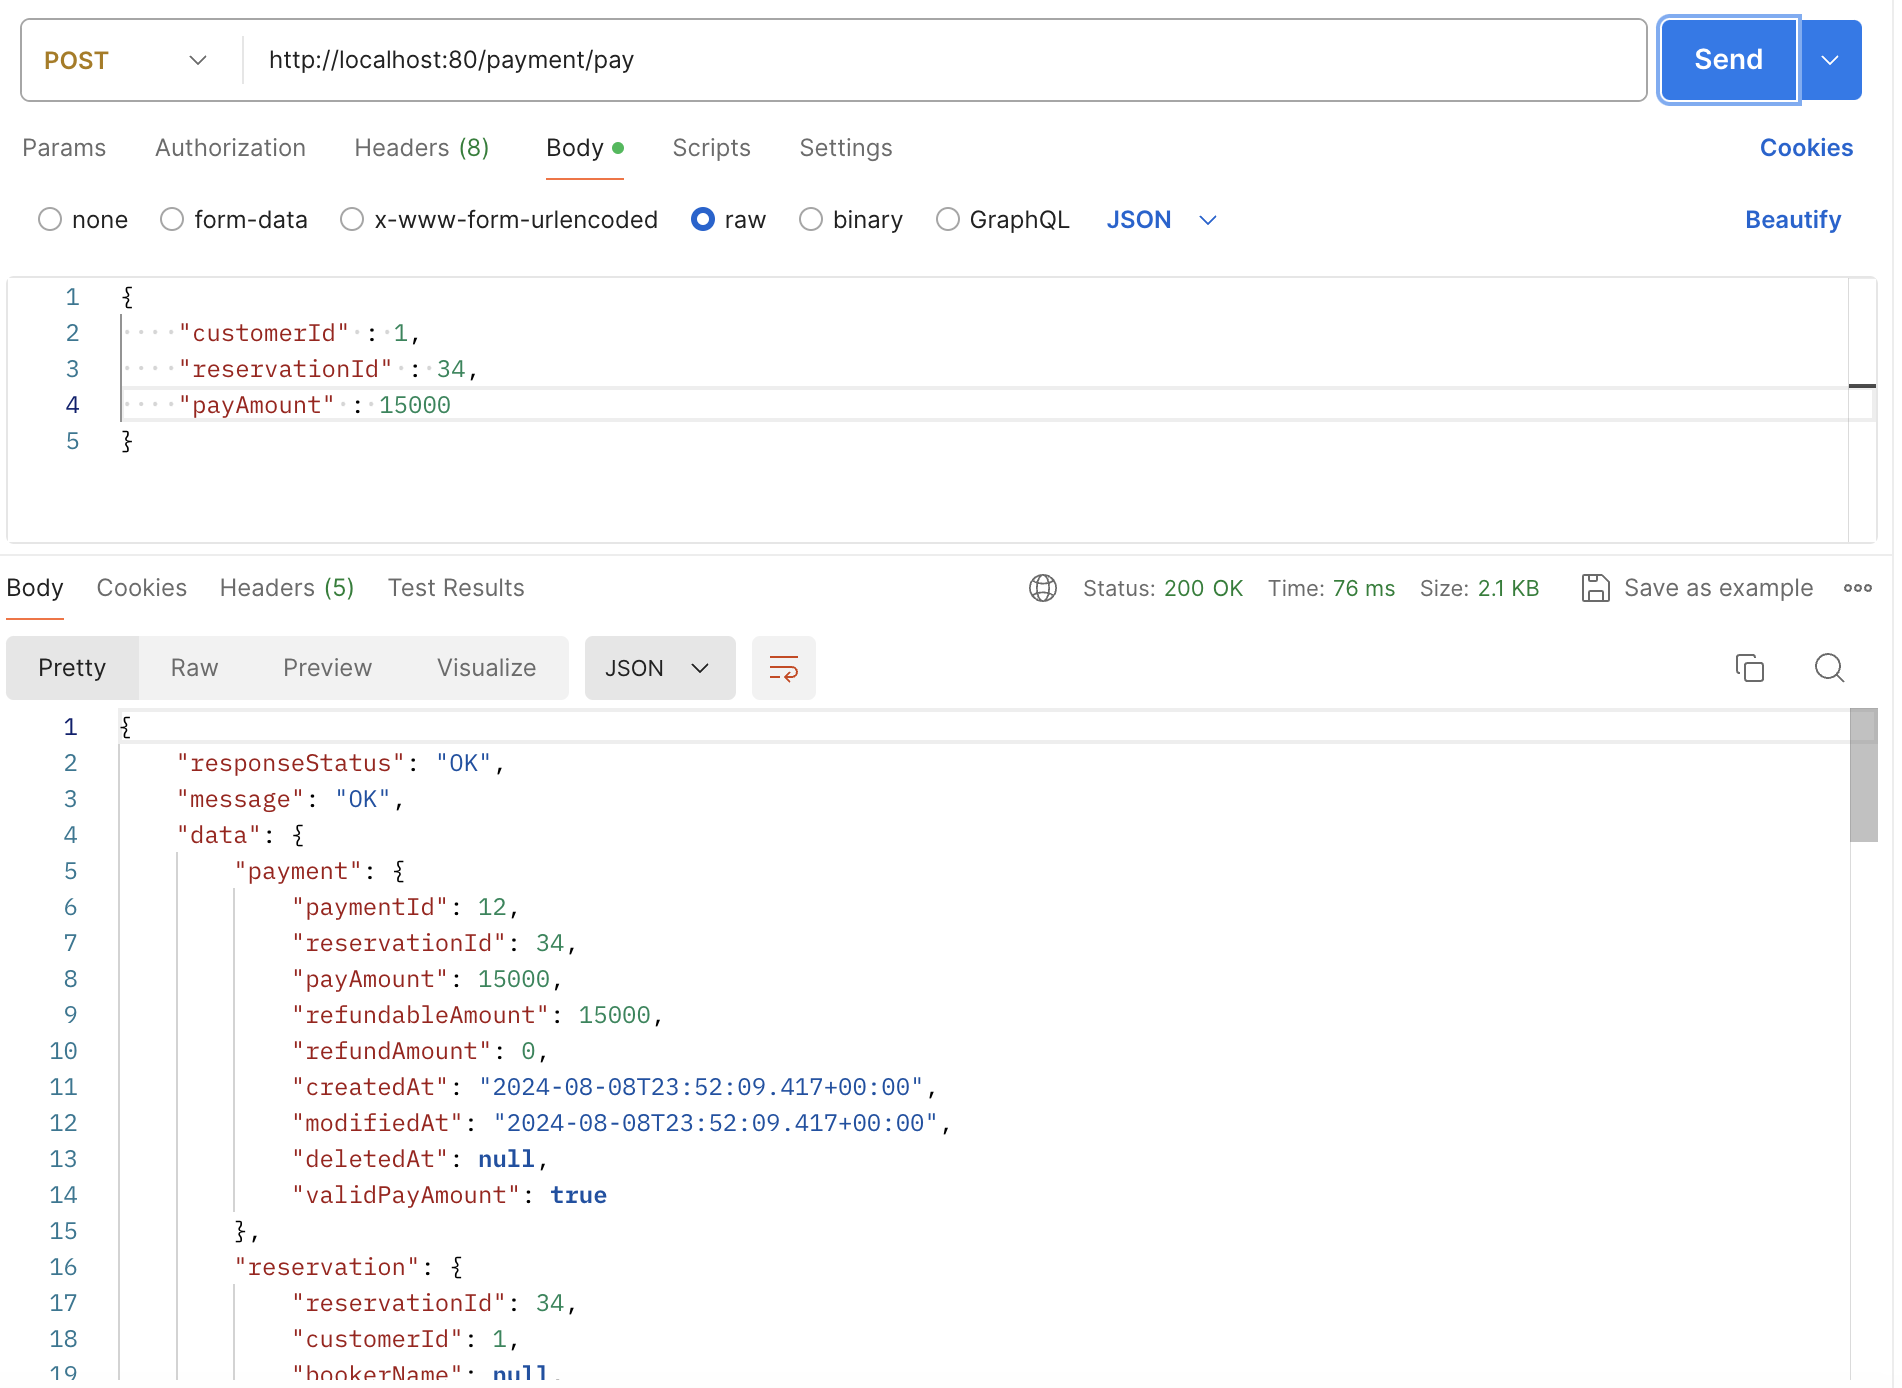 POST http://localhost:80/payment/pay Send
Params Authorization Headers (8) Body Scripts Settings Cookies
none form-data x-www-form-urlencoded raw binary GraphQL JSON Beautify
1 {
2 "customerId" : 1,
3 "reservationId" : 34,
4 "payAmount" : 15000
5 }
Body Cookies Headers (5) Test Results Status: 200 OK Time: 76 ms Size: 2.1 KB Save as example
Pretty Raw Preview Visualize JSON
1 {
2 "responseStatus": "OK",
3 "message": "OK",
4 "data": {
5 "payment": {
6 "paymentId": 12,
7 "reservationId": 34,
8 "payAmount": 15000,
9 "refundableAmount": 15000,
10 "refundAmount": 0,
11 "createdAt": "2024-08-08T23:52:09.417+00:00",
12 "modifiedAt": "2024-08-08T23:52:09.417+00:00",
13 "deletedAt": null,
14 "validPayAmount": true
15 },
16 "reservation": {
17 "reservationId": 34,
18 "customerId": 1,
19 "bookerName": null,